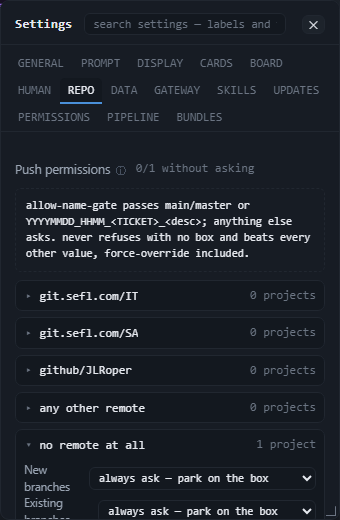 Settings
search settings — labels and
×
GENERAL PROMPT DISPLAY CARDS BOARD
HUMAN REPO DATA GATEWAY SKILLS UPDATES
PERMISSIONS PIPELINE BUNDLES
Push permissions ⓘ 0/1 without asking
allow-name-gate passes main/master or
YYYYMMDD_HHMM_<TICKET>_<desc>; anything else
asks. never refuses with no box and beats every
other value, force-override included.
▸ git.sefl.com/IT 0 projects
▸ git.sefl.com/SA 0 projects
▸ github/JLRoper 0 projects
▸ any other remote 0 projects
▾ no remote at all 1 project
New
branches
always ask — park on the box
Existing
branches
always ask — park on the box